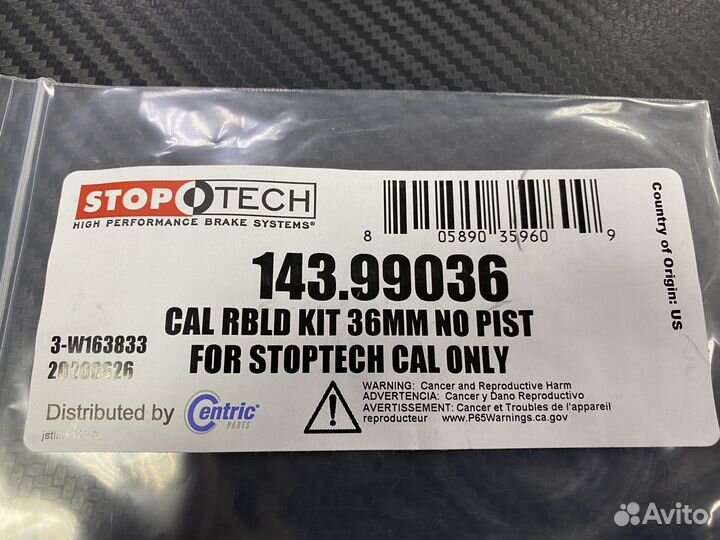 STOPTECH
HIGH PERFORMANCE BRAKE SYSTEMS®
8 05890 35960 9
143.99036
CAL RBLD KIT 36MM NO PIST
FOR STOPTECH CAL ONLY
3-W163833
Distributed by Centric® PARTS
WARNING: Cancer and Reproductive Harm
ADVERTENCIA: Cancer y Dano Reproductivo
AVERTISSEMENT: Cancer et Troubles de l'appareil
reproducteur www.P65Warnings.ca.gov
Country of Origin: US
Avito